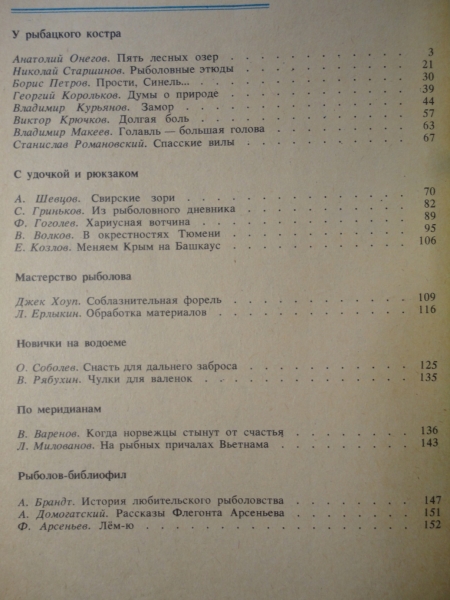 У рыбацкого костра
Анатолий Онегов. Пять лесных озер . . . . . . . . . . . 3
Николай Старшинов. Рыболовные этюды . . . . . . . . . . 21
Борис Петров. Прости, Синель... . . . . . . . . . . . 30
Георгий Корольков. Думы о природе . . . . . . . . . . . 39
Владимир Курьянов. Замор . . . . . . . . . . . . 44
Виктор Крючков. Долгая боль . . . . . . . . . . . 57
Владимир Макеев. Голавль — большая голова . . . . . . . . 63
Станислав Романовский. Спасские вилы . . . . . . . . . . 67
С удочкой и рюкзаком
А. Шевцов. Свирские зори . . . . . . . . . . . . 70
С. Гриньков. Из рыболовного дневника . . . . . . . . . . 82
Ф. Гоголев. Хариусная вотчина . . . . . . . . . . . 89
В. Волков. В окрестностях Тюмени . . . . . . . . . . 95
Е. Козлов. Меняем Крым на Башкаус . . . . . . . . . . 106
Мастерство рыболова
Джек Хоуп. Соблазнительная форель . . . . . . . . . . 109
Л. Ерлыкин. Обработка материалов . . . . . . . . . . . 116
Новички на водоеме
О. Соболев. Снасть для дальнего заброса . . . . . . . . . 125
В. Рябухин. Чулки для валенок . . . . . . . . . . . 135
По меридианам
В. Варенов. Когда норвежцы стынут от счастья . . . . . . . 136
Л. Милованов. На рыбных причалах Вьетнама . . . . . . . . 143
Рыболов-библиофил
А. Брандт. История любительского рыболовства . . . . . . . 147
А. Домогатский. Рассказы Флегонта Арсеньева . . . . . . . 151
Ф. Арсеньев. Лём-ю . . . . . . . . . . . . . 152